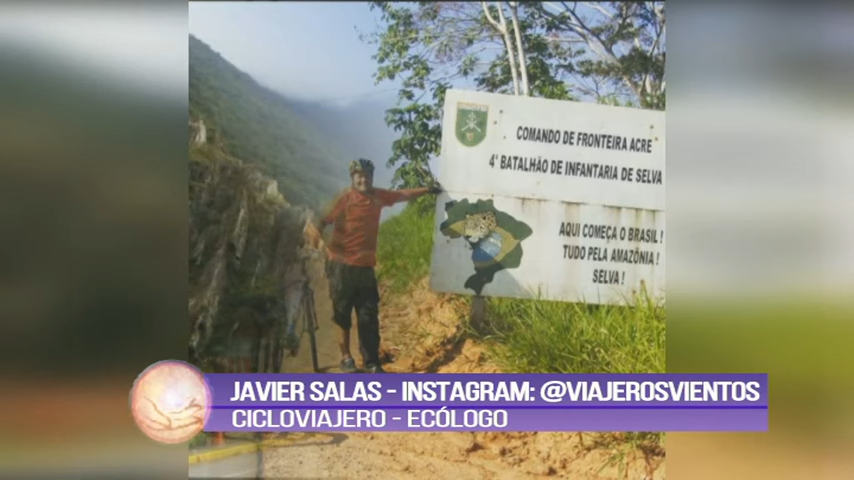 COMANDO DE FRONTEIRA ACRE
4º BATALHÃO DE INFANTARIA DE SELVA
AQUI COMEÇA O BRASIL!
TUDO PELA AMAZÔNIA!
SELVA!
JAVIER SALAS - INSTAGRAM: @VIAJEROSVIENTOS
CICLOVIAJERO - ECÓLOGO